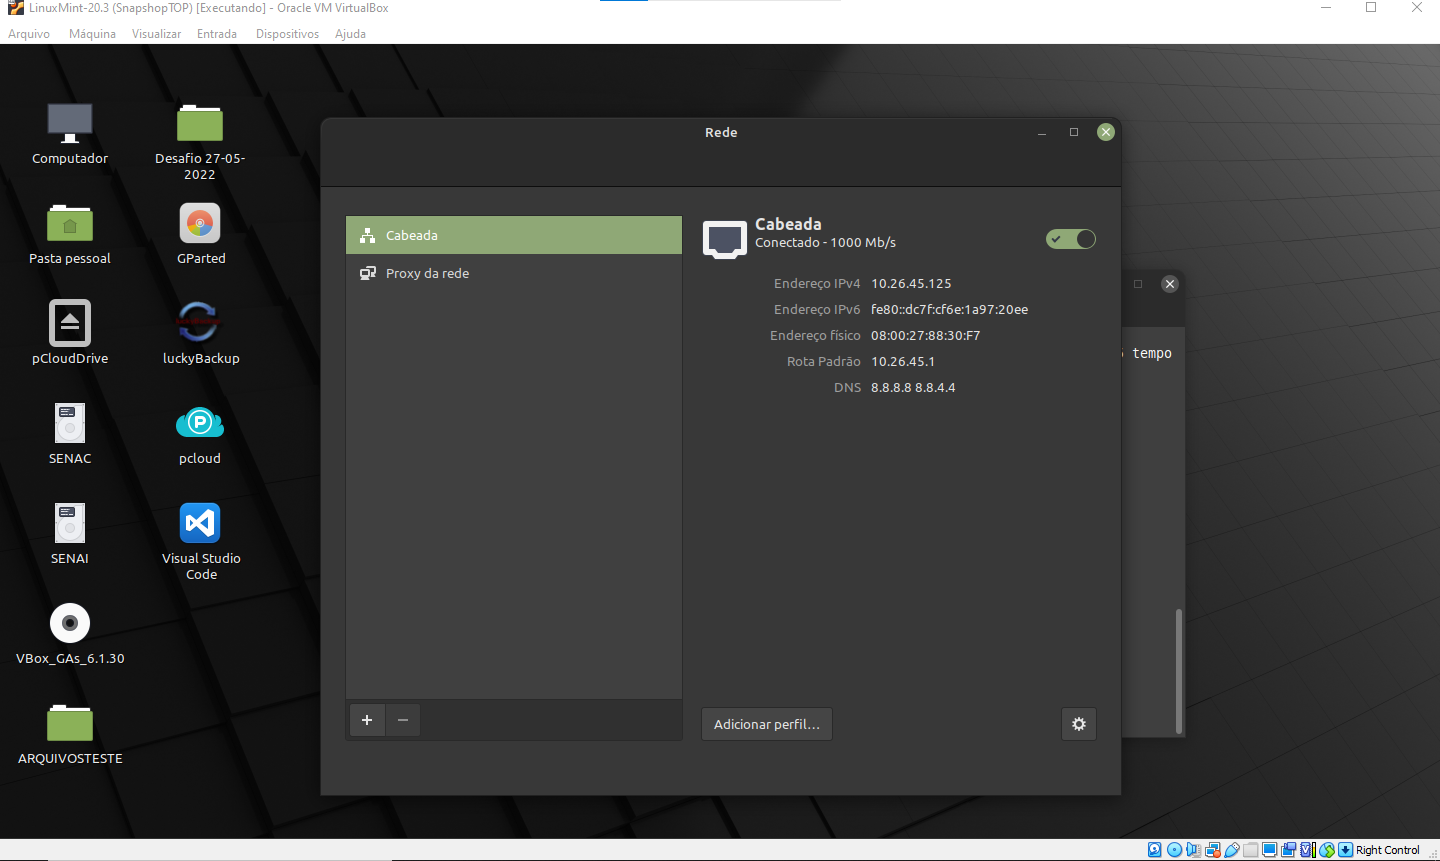 LinuxMint-20.3 (SnapshopTOP) [Executando] - Oracle VM VirtualBox
Arquivo Máquina Visualizar Entrada Dispositivos Ajuda
Computador
Desafio 27-05-
2022
Pasta pessoal
GParted
pCloudDrive
luckyBackup
SENAC
pcloud
SENAI
Visual Studio
Code
VBox_GAs_6.1.30
ARQUIVOSTESTE
Rede
Cabeada
Proxy da rede
Cabeada
Conectado - 1000 Mb/s
Endereço IPv4 10.26.45.125
Endereço IPv6 fe80::dc7f:cf6e:1a97:20ee
Endereço físico 08:00:27:88:30:F7
Rota Padrão 10.26.45.1
DNS 8.8.8.8 8.8.4.4
Adicionar perfil...
tempo
Right Control